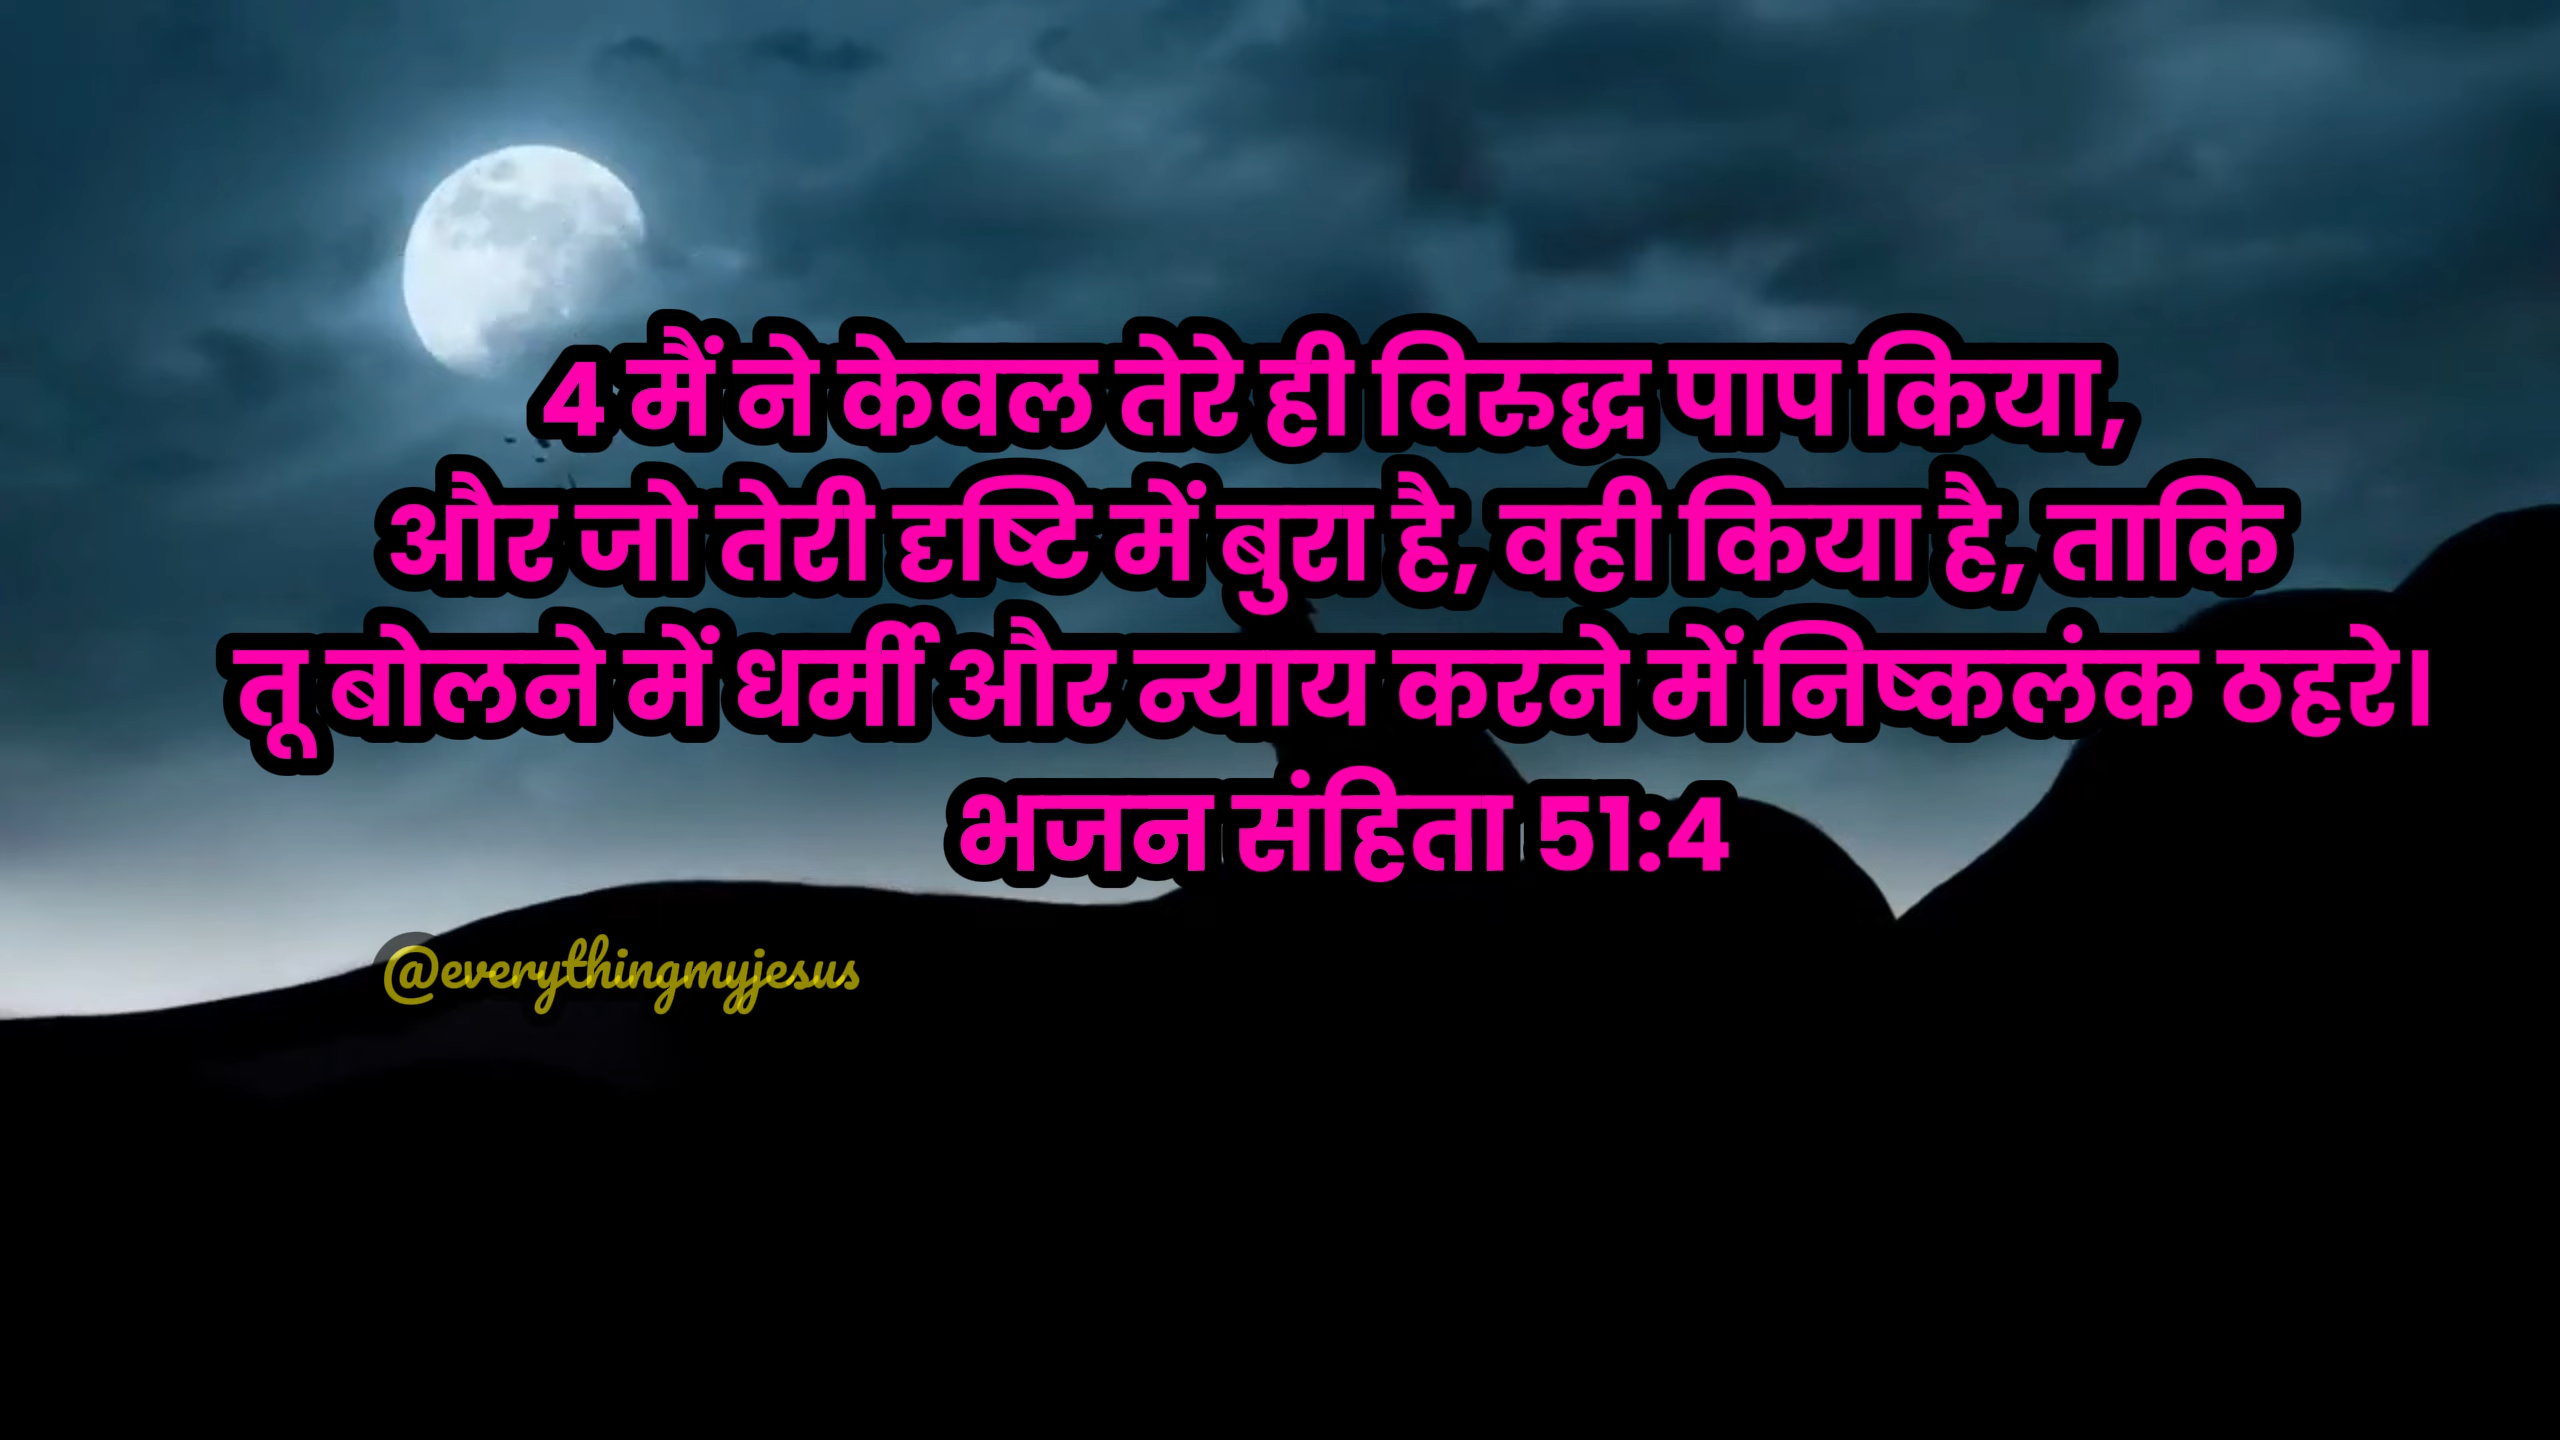 4 मैं ने केवल तेरे ही विरुद्ध पाप किया,
और जो तेरी दृष्टि में बुरा है, वही किया है, ताकि
तू बोलने में धर्मी और न्याय करने में निष्कलंक ठहरे।
भजन संहिता 51:4
@everythingmyjesus